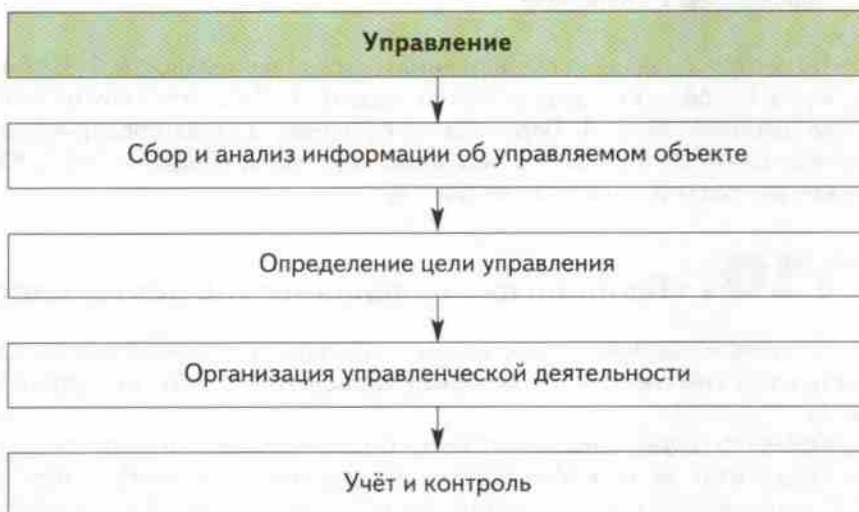 Управление
Сбор и анализ информации об управляемом объекте
Определение цели управления
Организация управленческой деятельности
Учёт и контроль